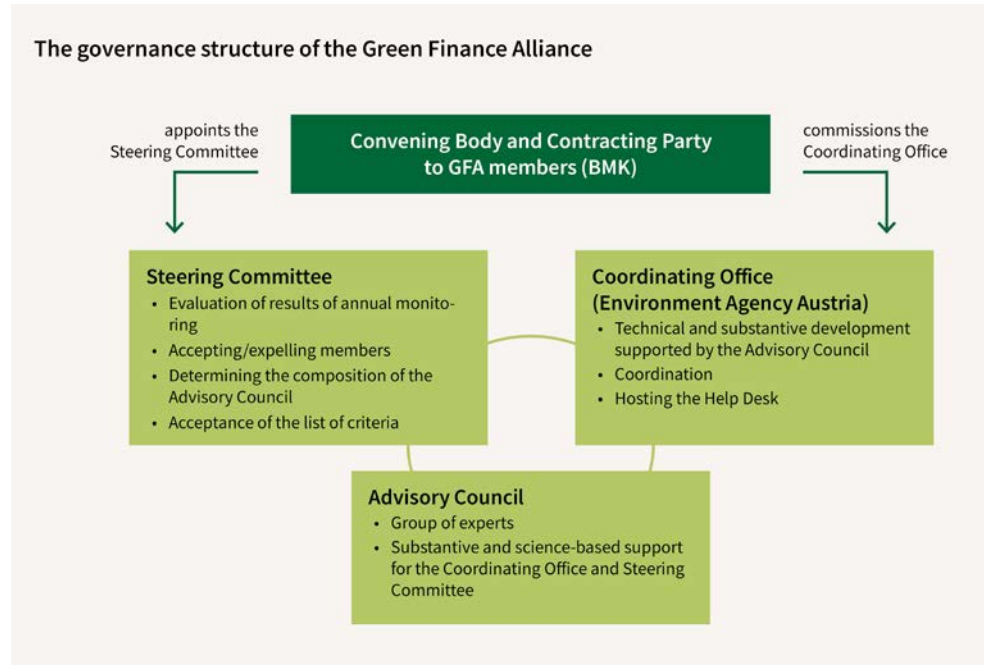 The governance structure of the Green Finance Alliance
appoints the
Steering Committee
Convening Body and Contracting Party
to GFA members (BMK)
commissions the
Coordinating Office
Steering Committee
• Evaluation of results of annual monito-
ring
• Accepting/expelling members
• Determining the composition of the
Advisory Council
• Acceptance of the list of criteria
Coordinating Office
(Environment Agency Austria)
• Technical and substantive development
supported by the Advisory Council
• Coordination
• Hosting the Help Desk
Advisory Council
• Group of experts
• Substantive and science-based support
for the Coordinating Office and Steering
Committee